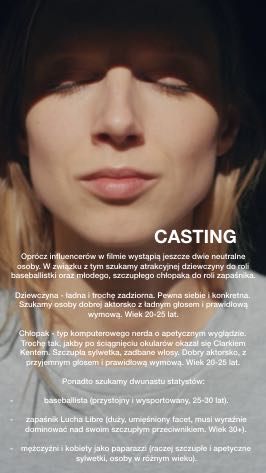 CASTING
Oprócz influencerów w filmie wystąpią jeszcze dwie neutralne
osoby. W związku z tym szukamy atrakcyjnej dziewczyny do roli
baseballistki oraz młodego, szczupłego chłopaka do roli zapaśnika.
Dziewczyna - ładna i trochę zadziorna. Pewna siebie i konkretna.
Szukamy osoby dobrej aktorsko z ładnym głosem i prawidłową
wymową. Wiek 20-25 lat.
Chłopak - typ komputerowego nerda o apetycznym wyglądzie.
Trochę tak, jakby po ściągnięciu okularów okazał się Clarkiem
Kentem. Szczupła sylwetka, zadbane włosy. Dobry aktorsko, z
przyjemnym głosem i prawidłową wymową. Wiek 20-25 lat.
Ponadto szukamy dwunastu statystów:
- baseballista (przystojny i wysportowany, 25-30 lat).
- zapaśnik Lucha Libre (duży, umięśniony facet, musi wyraźnie
dominować nad swoim szczupłym przeciwnikiem. Wiek 30+).
- mężczyźni i kobiety jako paparazzi (raczej szczupłe i apetyczne
sylwetki, osoby w różnym wieku).